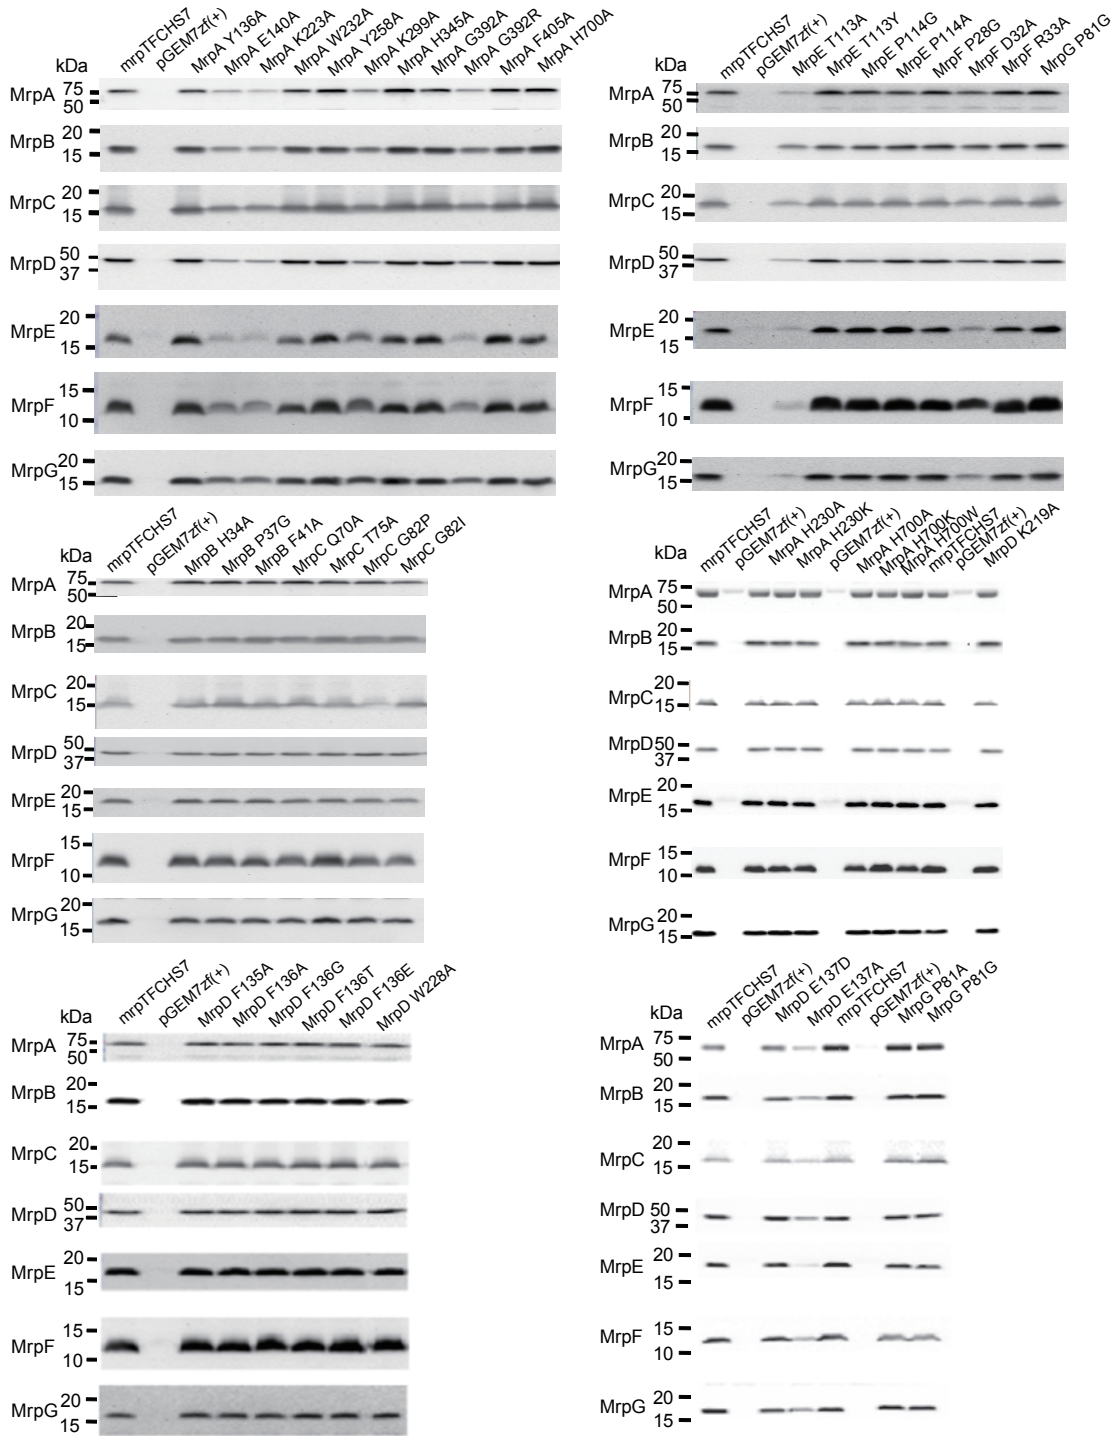 mrpTFCHS7 pGEM7zf(+) MrpA Y136A MrpA E140A MrpA K223A MrpA W232A MrpA Y258A MrpA K299A MrpA H345A MrpA G392A MrpA G392R MrpA F405A MrpA H700A
kDa
MrpA 75 50
MrpB 20 15
MrpC 20 15
MrpD 50 37
MrpE 20 15
MrpF 15 10
MrpG 20 15
mrpTFCHS7 pGEM7zf(+) MrpE T113A MrpE T113Y MrpE P114G MrpE P114A MrpF P28G MrpF D32A MrpF R33A MrpG P81G
kDa
MrpA 75 50
MrpB 20 15
MrpC 20 15
MrpD 50 37
MrpE 20 15
MrpF 15 10
MrpG 20 15
mrpTFCHS7 pGEM7zf(+) MrpB H34A MrpB P37G MrpB F41A MrpC Q70A MrpC T75A MrpC G82P MrpC G82I
kDa
MrpA 75 50
MrpB 20 15
MrpC 20 15
MrpD 50 37
MrpE 20 15
MrpF 15 10
MrpG 20 15
mrpTFCHS7 pGEM7zf(+) MrpA H230A MrpA H230K pGEM7zf(+) MrpA H700A MrpA H700K MrpA H700W mrpTFCHS7 pGEM7zf(+) MrpD K219A
kDa
MrpA 75 50
MrpB 20 15
MrpC 20 15
MrpD 50 37
MrpE 20 15
MrpF 15 10
MrpG 20 15
mrpTFCHS7 pGEM7zf(+) MrpD F135A MrpD F136A MrpD F136G MrpD F136T MrpD F136E MrpD W228A
kDa
MrpA 75 50
MrpB 20 15
MrpC 20 15
MrpD 50 37
MrpE 20 15
MrpF 15 10
MrpG 20 15
mrpTFCHS7 pGEM7zf(+) MrpD E137D MrpD E137A mrpTFCHS7 pGEM7zf(+) MrpG P81A MrpG P81G
kDa
MrpA 75 50
MrpB 20 15
MrpC 20 15
MrpD 50 37
MrpE 20 15
MrpF 15 10
MrpG 20 15